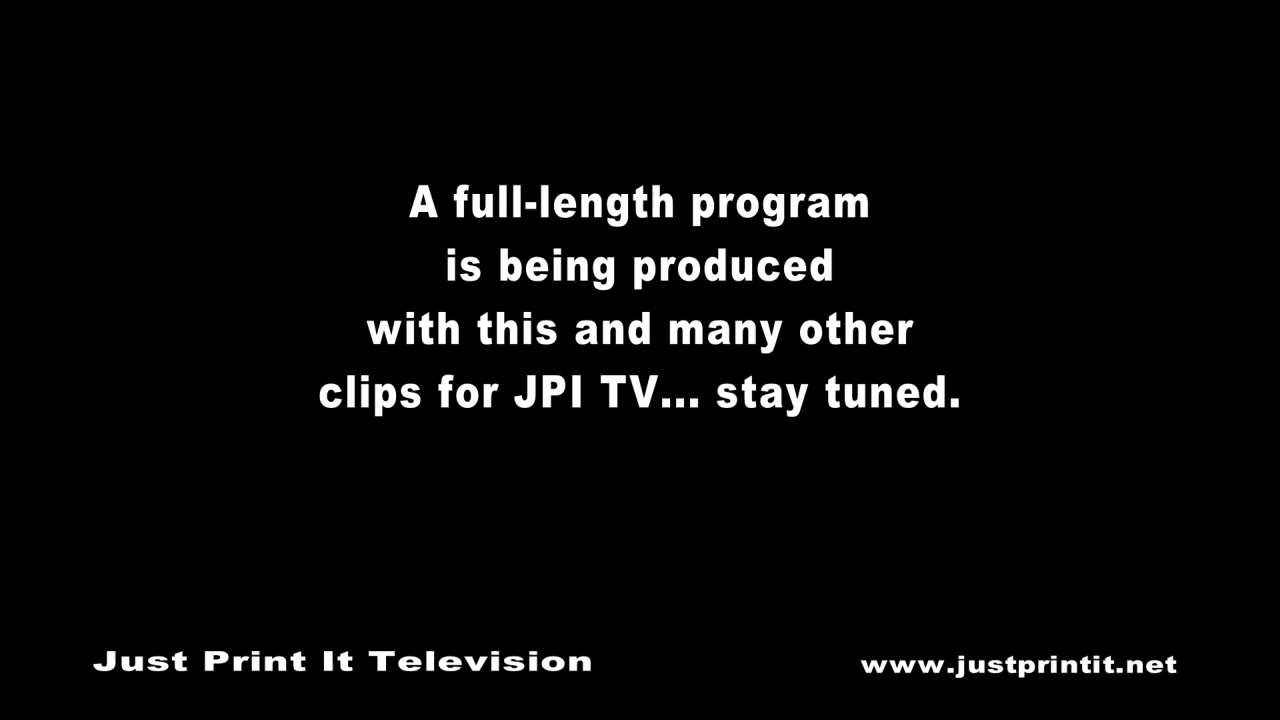 A full-length program
is being produced
with this and many other
clips for JPI TV... stay tuned.
Just Print It Television
www.justprintit.net